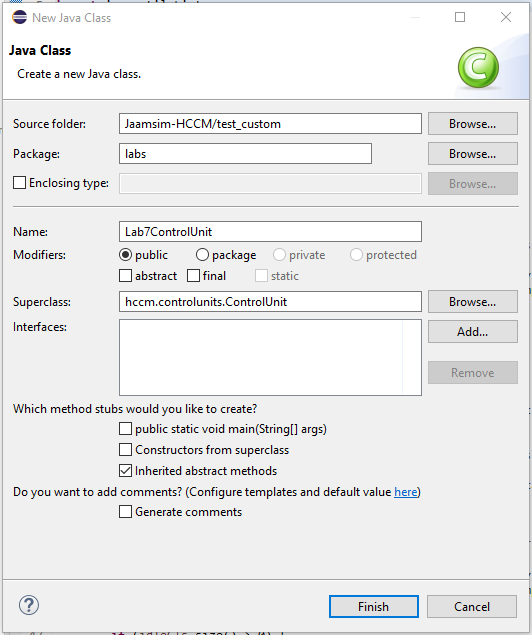 New Java Class
Java Class
Create a new Java class.
Source folder: Jaamsim-HCCM/test_custom Browse...
Package: labs Browse...
Enclosing type: Browse...
Name: Lab7ControlUnit
Modifiers: public package private protected
abstract final static
Superclass: hccm.controlunits.ControlUnit Browse...
Interfaces: Add...
Remove
Which method stubs would you like to create?
public static void main(String[] args)
Constructors from superclass
Inherited abstract methods
Do you want to add comments? (Configure templates and default value here)
Generate comments
Finish Cancel